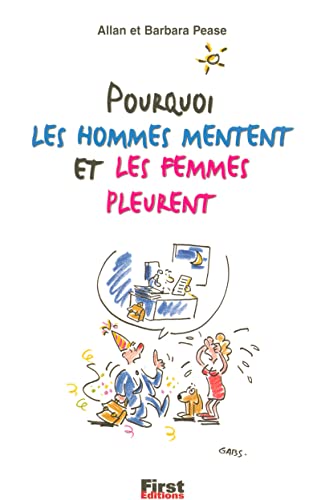 Allan et Barbara Pease
POURQUOI
LES HOMMES MENTENT
ET LES FEMMES
PLEURENT
GABS.
First
Editions